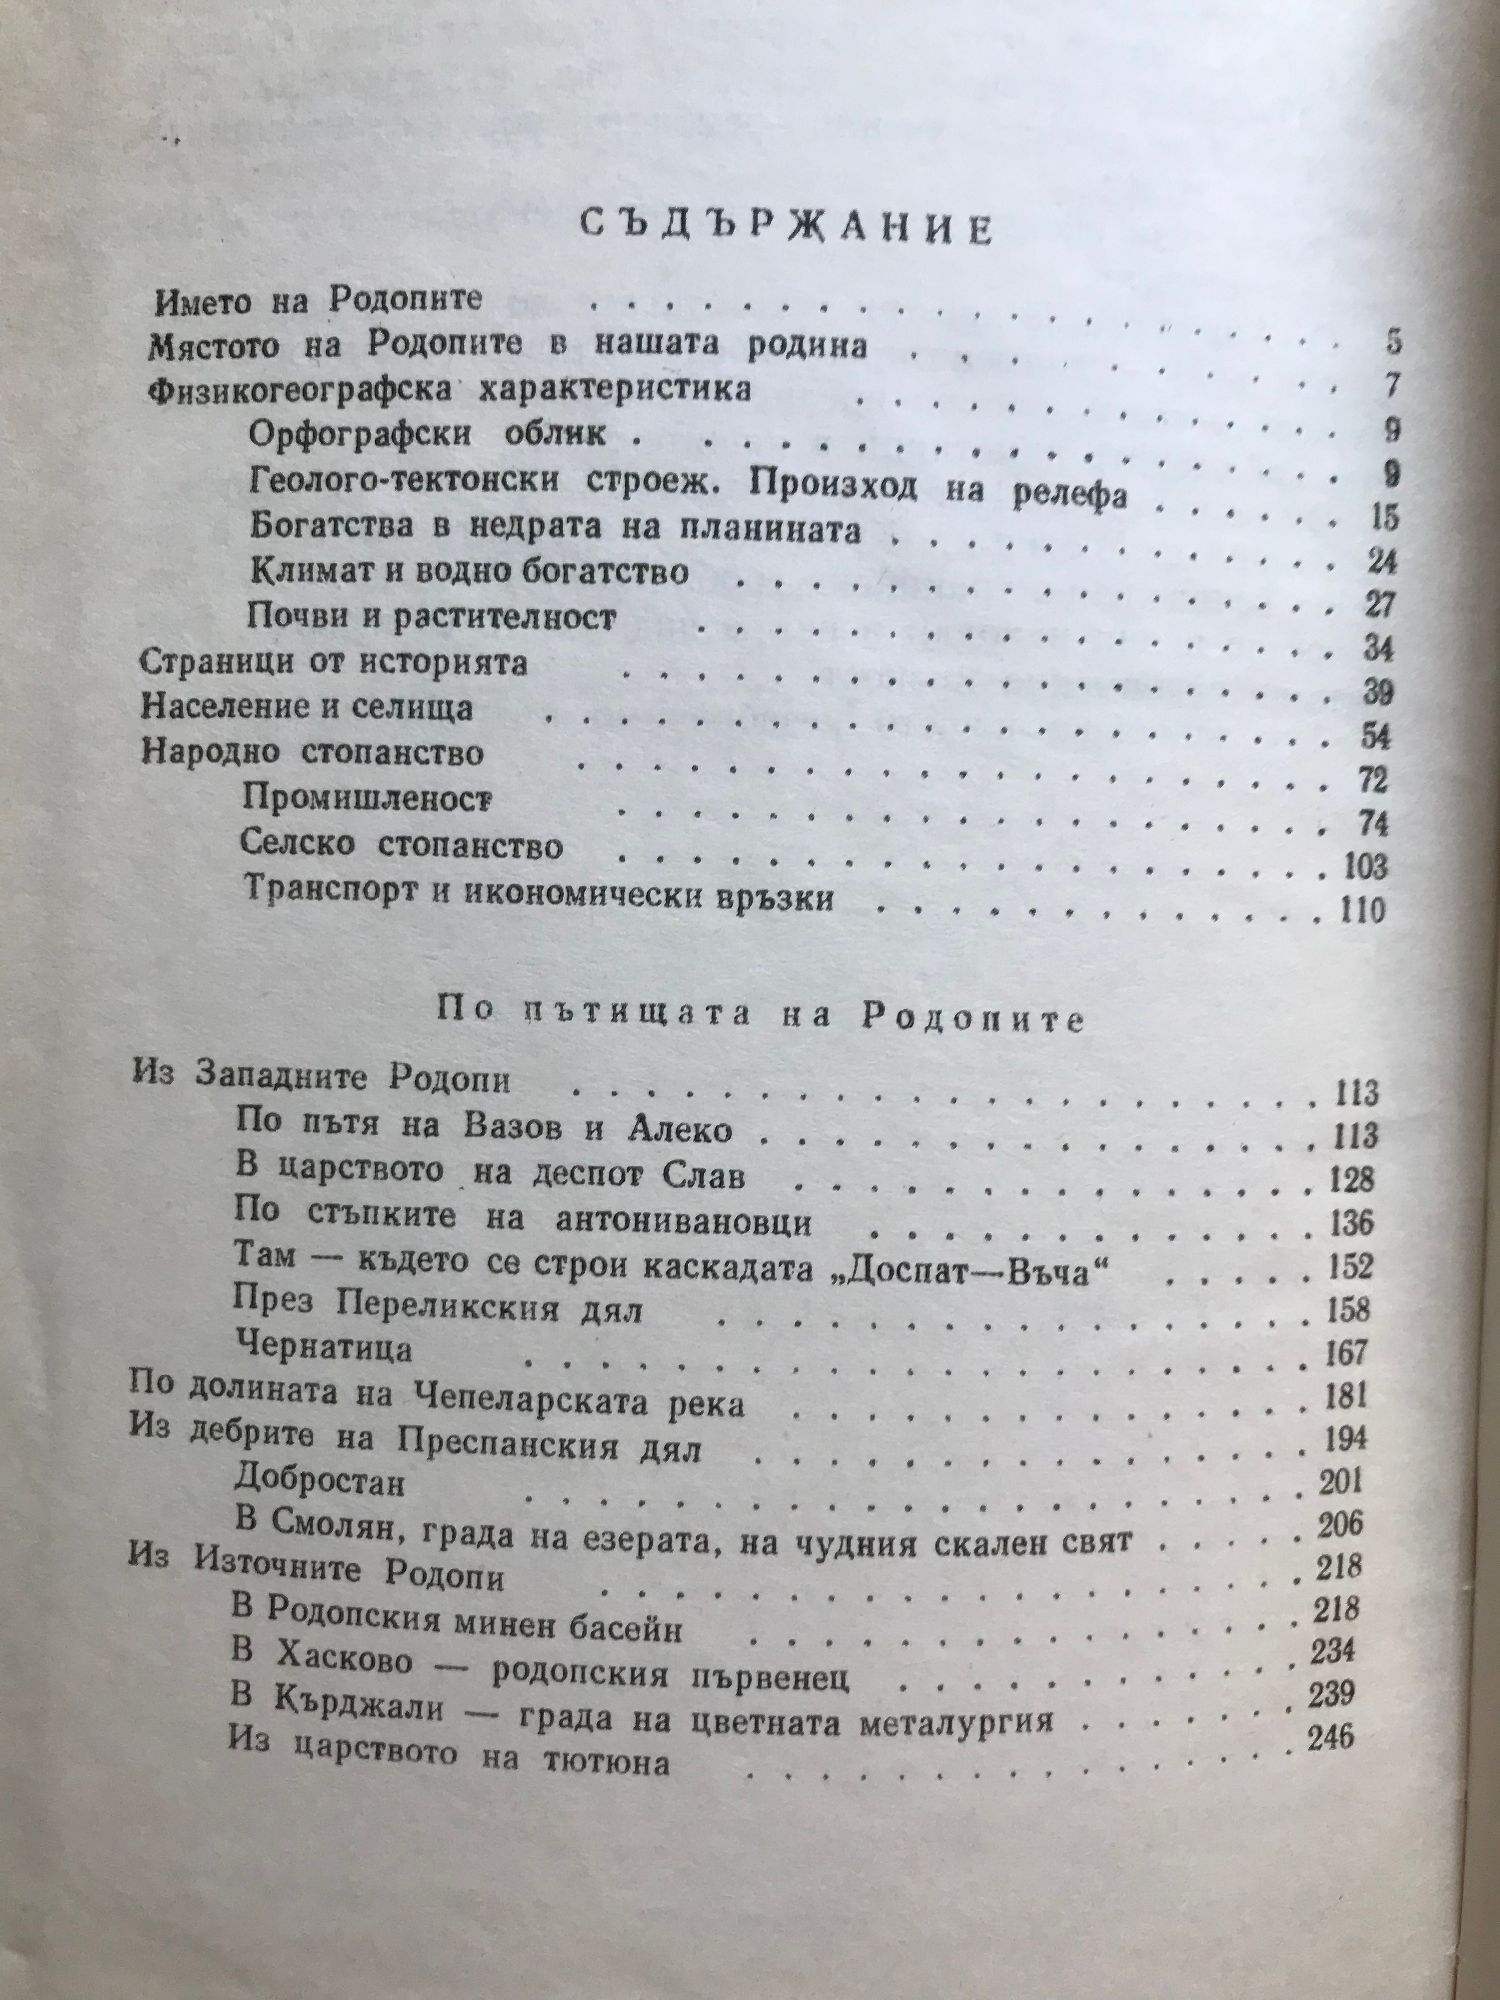 СЪДЪРЖАНИЕ
Името на Родопите . . . . . . . . . . . . . . . . . . . . 5
Мястото на Родопите в нашата родина . . . . . . . . . . . . 7
Физикогеографска характеристика . . . . . . . . . . . . . 9
Орфографски облик . . . . . . . . . . . . . . . . . . 9
Геолого-тектонски строеж. Произход на релефа . . . . . . 15
Богатства в недрата на планината . . . . . . . . . . . . 24
Климат и водно богатство . . . . . . . . . . . . . . . . 27
Почви и растителност . . . . . . . . . . . . . . . . . 34
Страници от историята . . . . . . . . . . . . . . . . . . . 39
Население и селища . . . . . . . . . . . . . . . . . . . . . 54
Народно стопанство . . . . . . . . . . . . . . . . . . . . 72
Промишленост . . . . . . . . . . . . . . . . . . . 74
Селско стопанство . . . . . . . . . . . . . . . . . . . 103
Транспорт и икономически връзки . . . . . . . . . . . . 110
По пътищата на Родопите
Из Западните Родопи . . . . . . . . . . . . . . . . . . . . 113
По пътя на Вазов и Алеко . . . . . . . . . . . . . . . 113
В царството на деспот Слав . . . . . . . . . . . . . . 128
По стъпките на антонивановци . . . . . . . . . . . . 136
Там — където се строи каскадата „Доспат—Въча“ . . . . . 152
През Переликския дял . . . . . . . . . . . . . . . . 158
Чернатица . . . . . . . . . . . . . . . . . . . . . 167
По долината на Чепеларската река . . . . . . . . . . . . . . 181
Из дебрите на Преспанския дял . . . . . . . . . . . . . . . 194
Добростан . . . . . . . . . . . . . . . . . . . . . 201
В Смолян, града на езерата, на чудния скален свят . . . . . 206
Из Източните Родопи . . . . . . . . . . . . . . . . . . . 218
В Родопския минен басейн . . . . . . . . . . . . . . . 218
В Хасково — родопския първенец . . . . . . . . . . . 234
В Кърджали — града на цветната металургия . . . . . . 239
Из царството на тютюна . . . . . . . . . . . . . . . 246